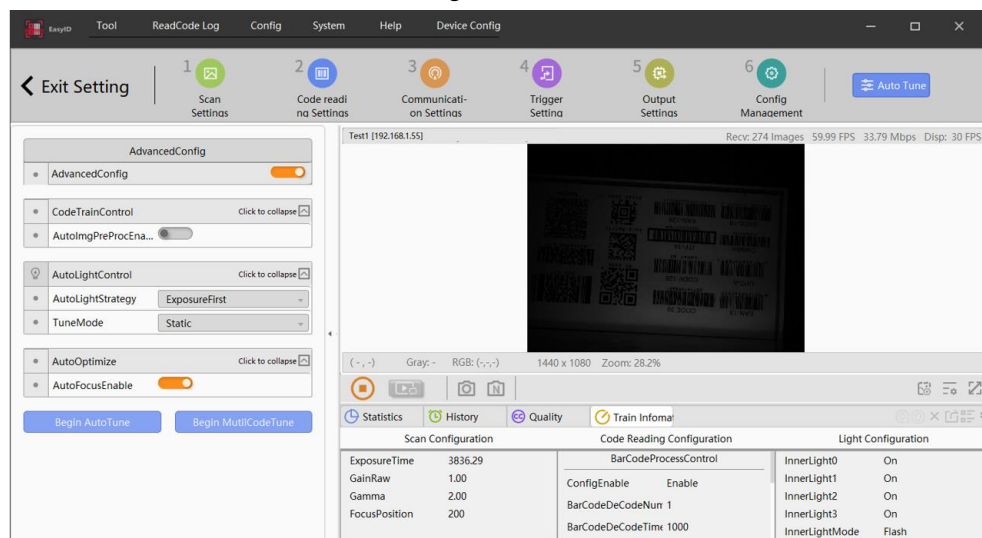 EasyID Tool ReadCode Log Config System Help Device Config
Exit Setting
1 Scan Settings
2 Code readi ng Settings
3 Communicati- on Settings
4 Trigger Setting
5 Output Settings
6 Config Management
Auto Tune
AdvancedConfig
AdvancedConfig
CodeTrainControl Click to collapse
AutoImgPreProcEna...
AutoLightControl Click to collapse
AutoLightStrategy ExposureFirst
TuneMode Static
AutoOptimize Click to collapse
AutoFocusEnable
Begin AutoTune Begin MutilCodeTune
Test1 [192.168.1.55] Recv: 274 Images 59.99 FPS 33.79 Mbps Disp: 30 FPS
( - , -) Gray: - RGB: (-,-,-) 1440 x 1080 Zoom: 28.2%
Statistics History Quality Train Infomat
Scan Configuration
ExposureTime 3836.29
GainRaw 1.00
Gamma 2.00
FocusPosition 200
Code Reading Configuration
BarCodeProcessControl
ConfigEnable Enable
BarCodeDeCodeNum 1
BarCodeDeCodeTime 1000
Light Configuration
InnerLight0 On
InnerLight1 On
InnerLight2 On
InnerLight3 On
InnerLightMode Flash